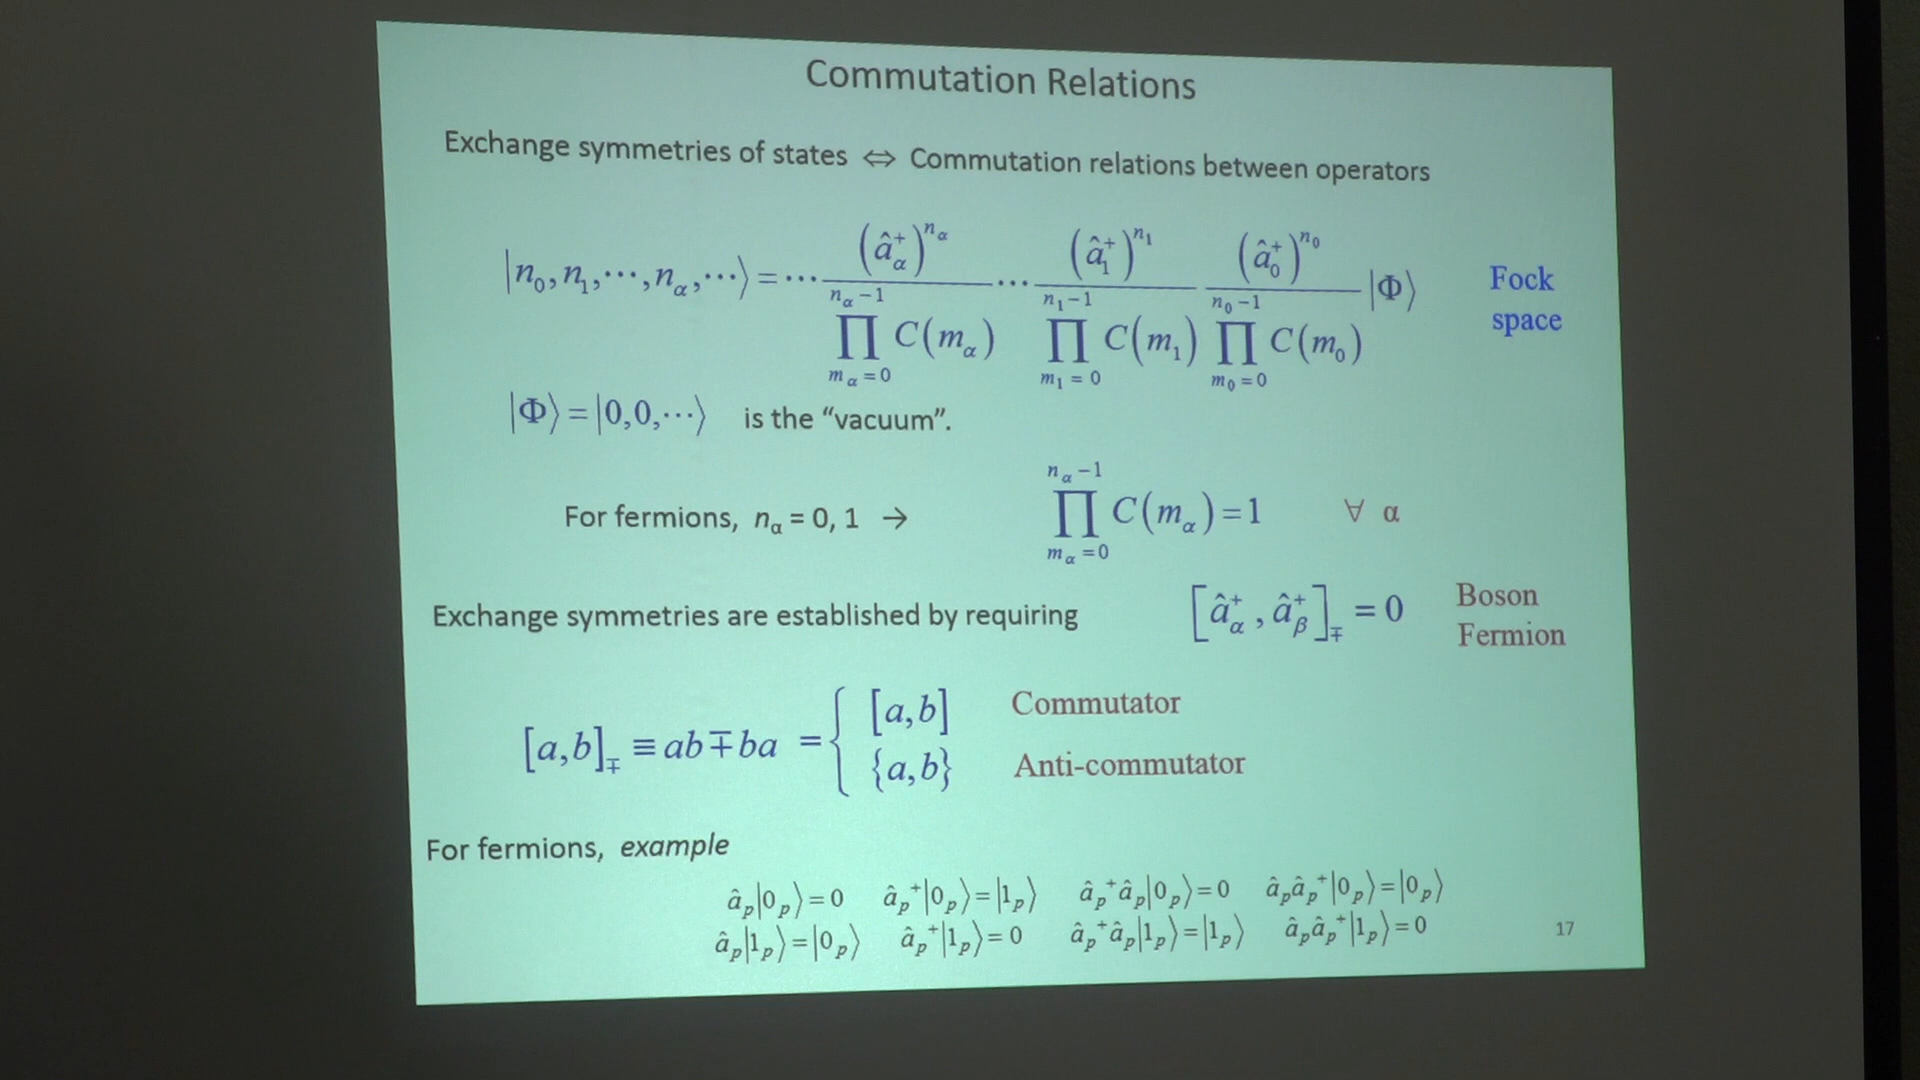 Commutation Relations
Exchange symmetries of states ⇔ Commutation relations between operators
|n₀, n₁, ⋯, n_α, ⋯⟩ = ⋯ (â_α⁺)^{n_α} / ∏_{m_α=0}^{n_α−1} C(m_α) ⋯ (â₁⁺)^{n₁} / ∏_{m₁=0}^{n₁−1} C(m₁) (â₀⁺)^{n₀} / ∏_{m₀=0}^{n₀−1} C(m₀) |Φ⟩ Fock space
|Φ⟩ = |0,0,⋯⟩ is the “vacuum”.
For fermions, n_α = 0, 1 → ∏_{m_α=0}^{n_α−1} C(m_α) = 1 ∀ α
Exchange symmetries are established by requiring [â_α⁺, â_β⁺]_∓ = 0 Boson Fermion
[a,b]_∓ ≡ ab ∓ ba = { [a,b] Commutator
{a,b} Anti-commutator
For fermions, example
â_p|0_p⟩ = 0 â_p⁺|0_p⟩ = |1_p⟩ â_p⁺â_p|0_p⟩ = 0 â_pâ_p⁺|0_p⟩ = |0_p⟩
â_p|1_p⟩ = |0_p⟩ â_p⁺|1_p⟩ = 0 â_p⁺â_p|1_p⟩ = |1_p⟩ â_pâ_p⁺|1_p⟩ = 0
17